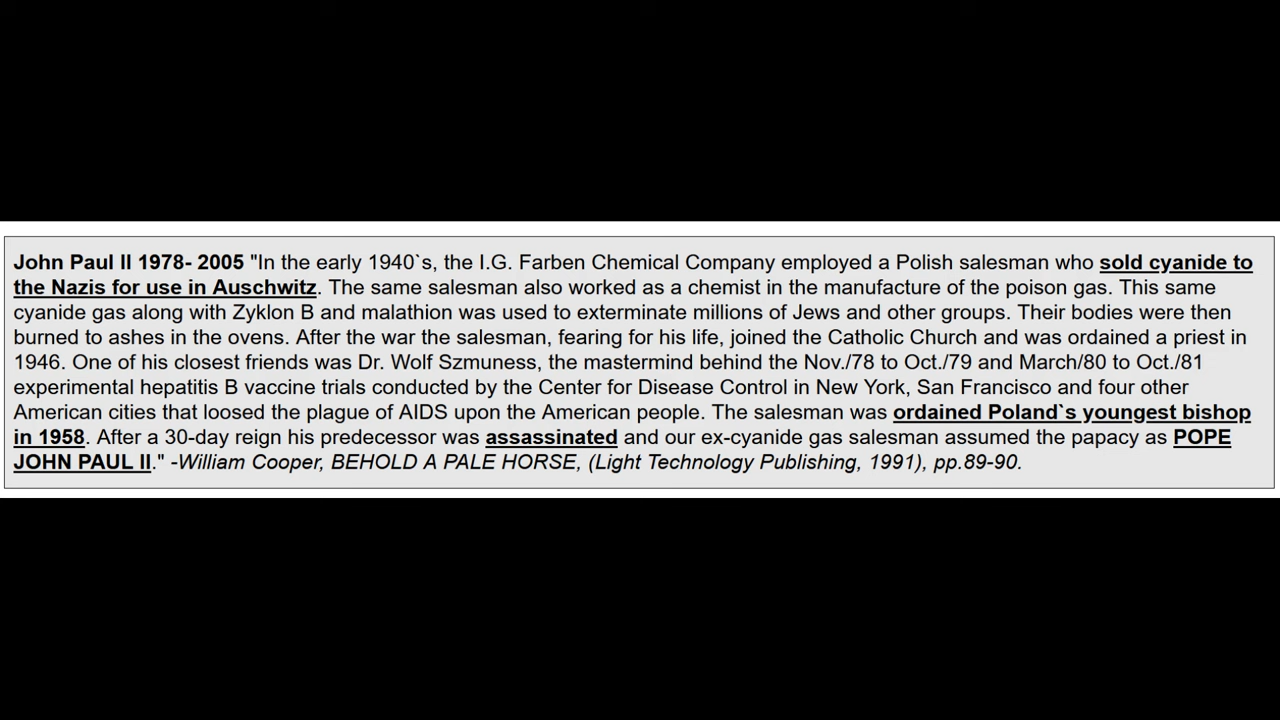 John Paul II 1978- 2005 "In the early 1940`s, the I.G. Farben Chemical Company employed a Polish salesman who sold cyanide to
the Nazis for use in Auschwitz. The same salesman also worked as a chemist in the manufacture of the poison gas. This same
cyanide gas along with Zyklon B and malathion was used to exterminate millions of Jews and other groups. Their bodies were then
burned to ashes in the ovens. After the war the salesman, fearing for his life, joined the Catholic Church and was ordained a priest in
1946. One of his closest friends was Dr. Wolf Szmuness, the mastermind behind the Nov./78 to Oct./79 and March/80 to Oct./81
experimental hepatitis B vaccine trials conducted by the Center for Disease Control in New York, San Francisco and four other
American cities that loosed the plague of AIDS upon the American people. The salesman was ordained Poland`s youngest bishop
in 1958. After a 30-day reign his predecessor was assassinated and our ex-cyanide gas salesman assumed the papacy as POPE
JOHN PAUL II." -William Cooper, BEHOLD A PALE HORSE, (Light Technology Publishing, 1991), pp.89-90.